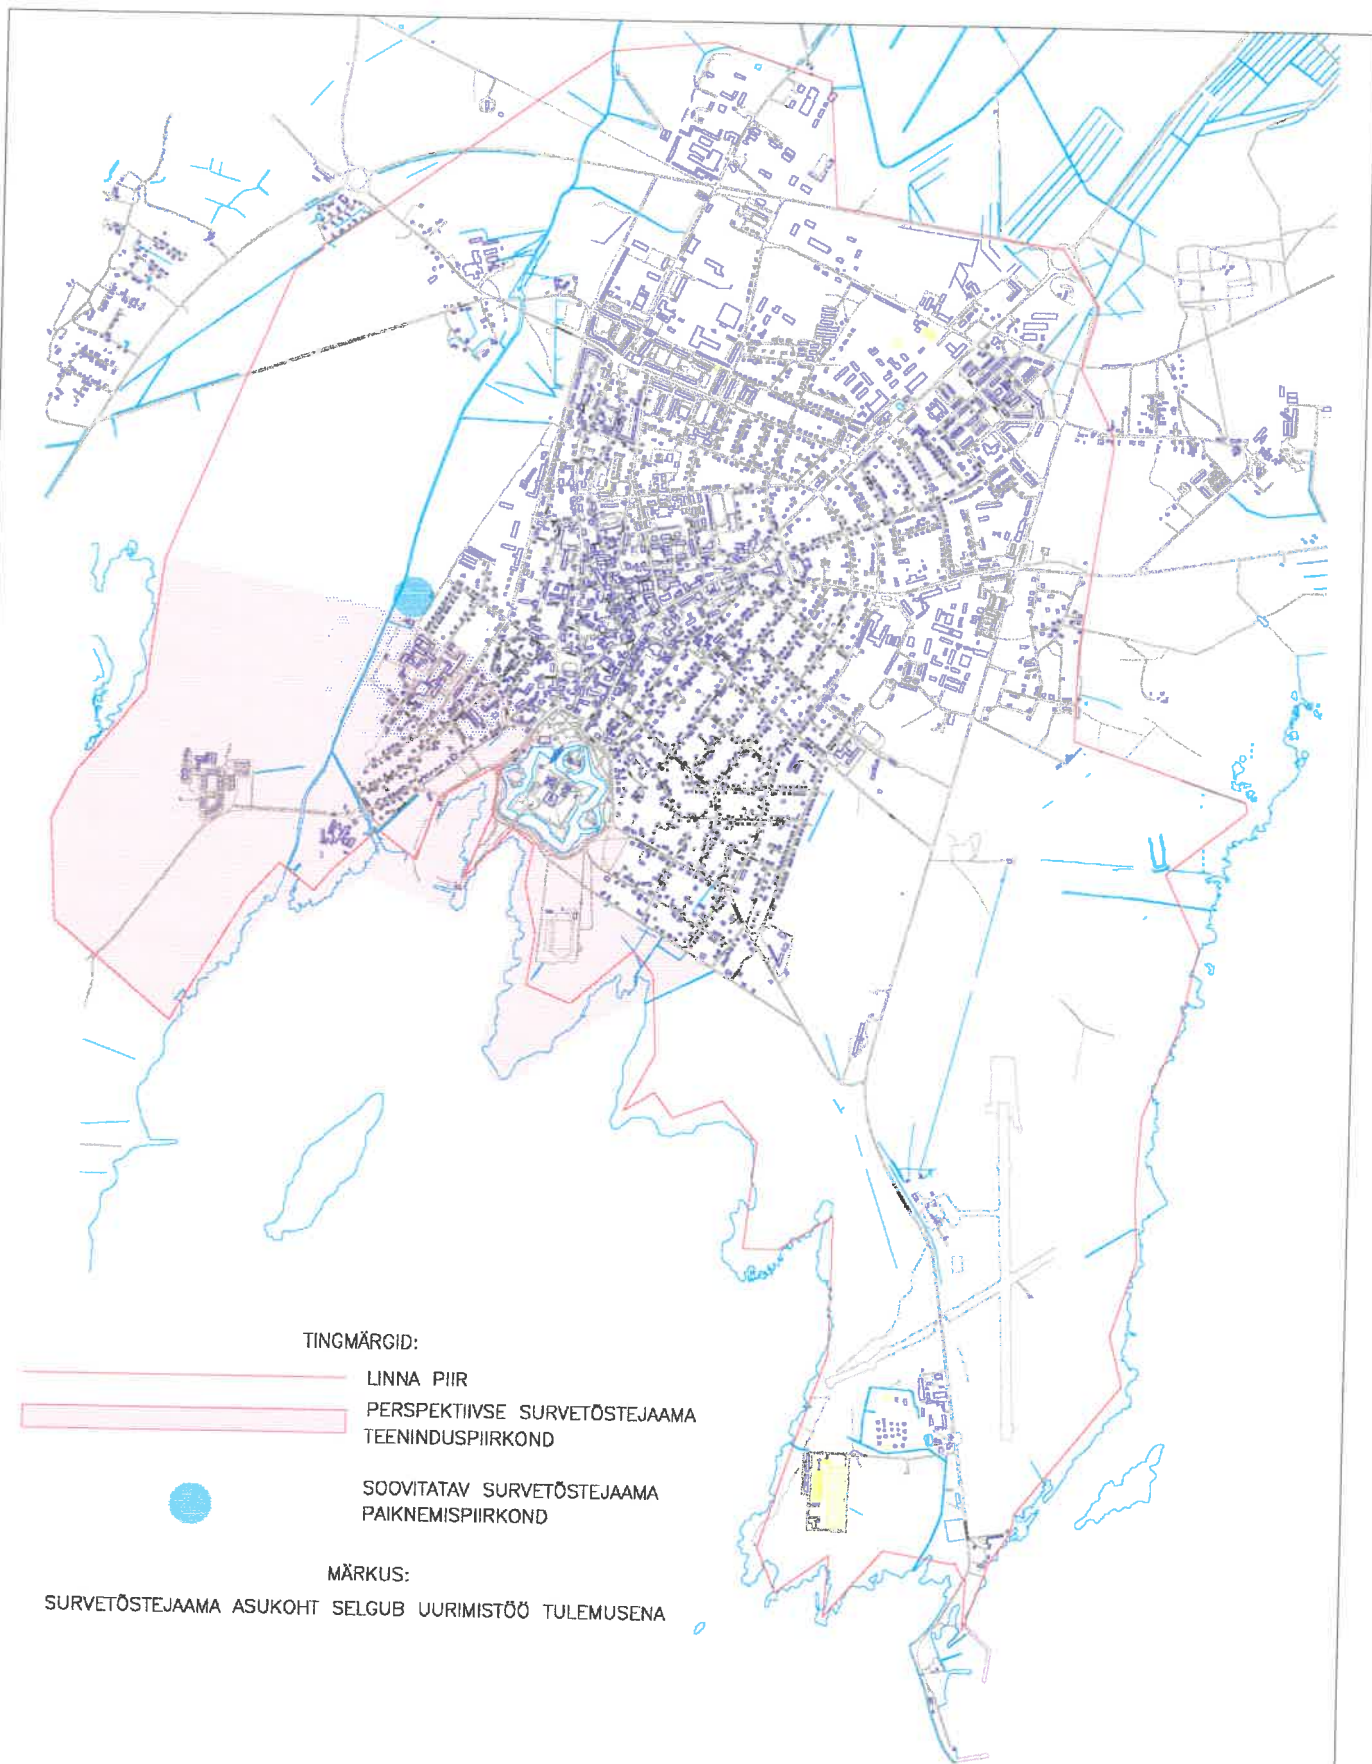 TINGMÄRGID:
LINNA PIIR
PERSPEKTIIVSE SURVETÕSTEJAAMA
TEENINDUSPIIRKOND
SOOVITATAV SURVETÕSTEJAAMA
PAIKNEMISPIIRKOND
MÄRKUS:
SURVETÕSTEJAAMA ASUKOHT SELGUB UURIMISTÖÖ TULEMUSENA